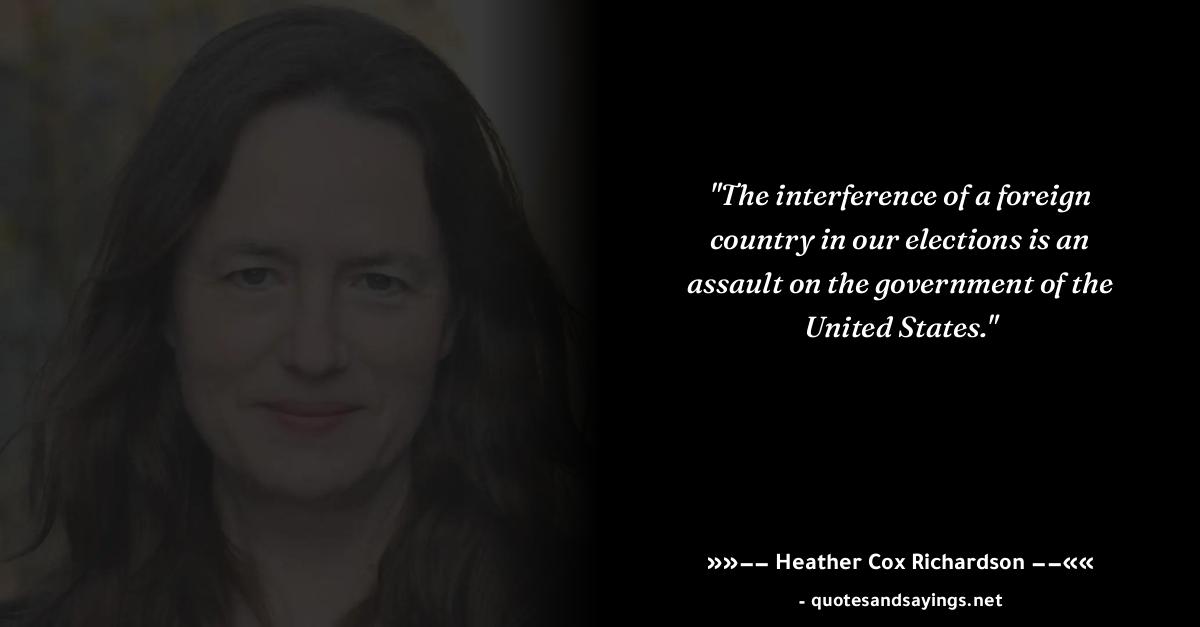 "The interference of a foreign
country in our elections is an
assault on the government of the
United States."
»»−− Heather Cox Richardson −−««
- quotesandsayings.net